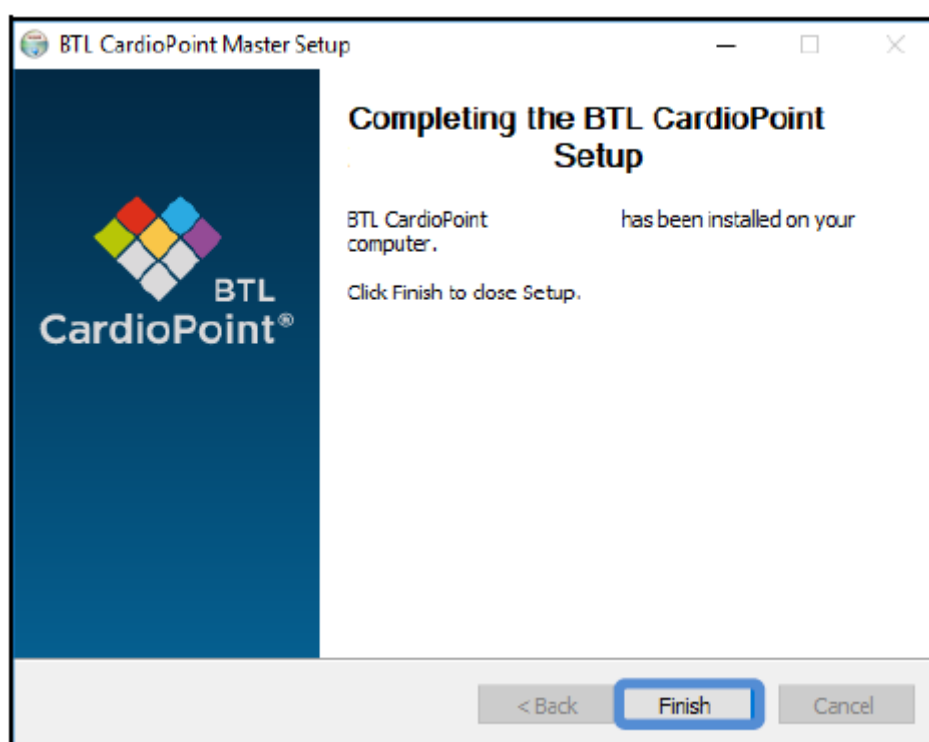 BTL CardioPoint Master Setup
Completing the BTL CardioPoint
Setup
BTL CardioPoint has been installed on your
computer.
Click Finish to close Setup.
BTL
CardioPoint®
< Back Finish Cancel